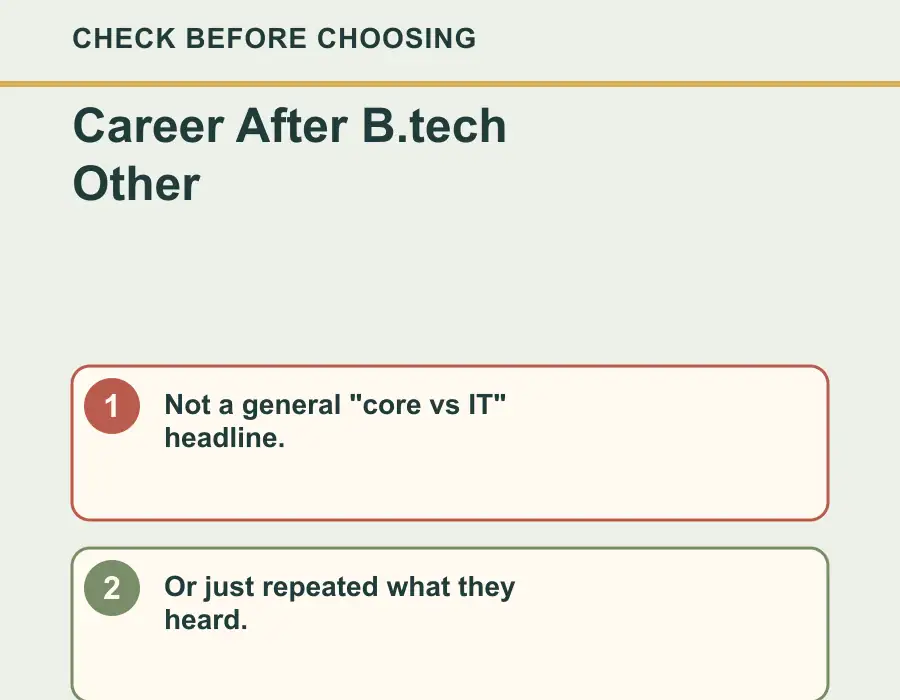 CHECK BEFORE CHOOSING
Career After B.tech
Other
1
Not a general "core vs IT"
headline.
2
Or just repeated what they
heard.